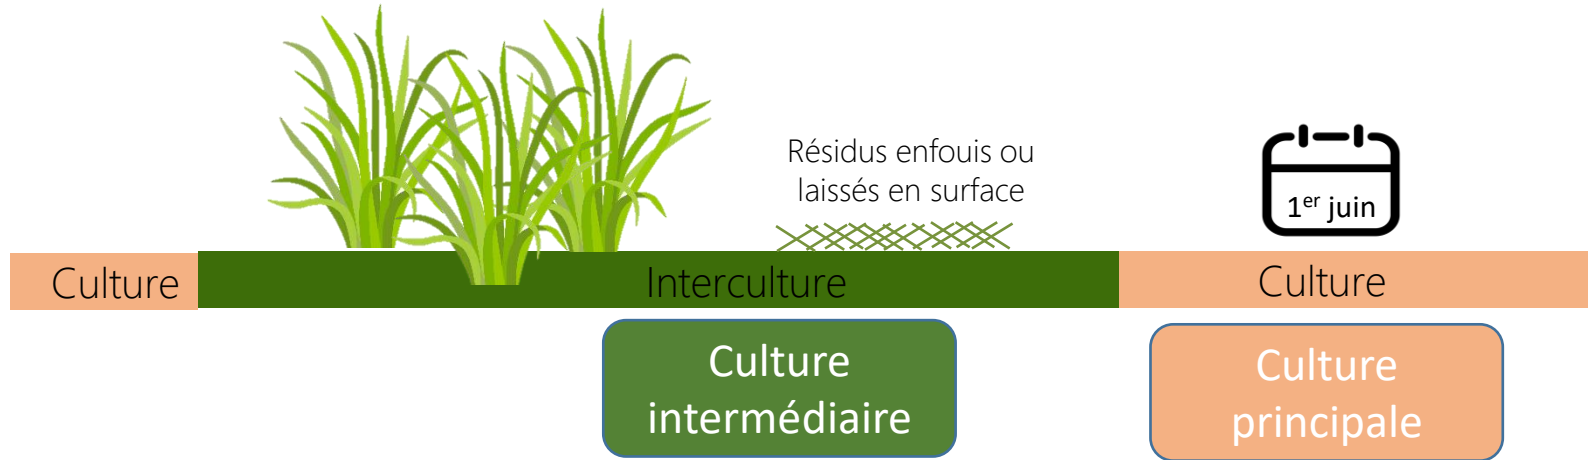 Résidus enfouis ou
laissés en surface
1er juin
Culture
Interculture
Culture
Culture
intermédiaire
Culture
principale